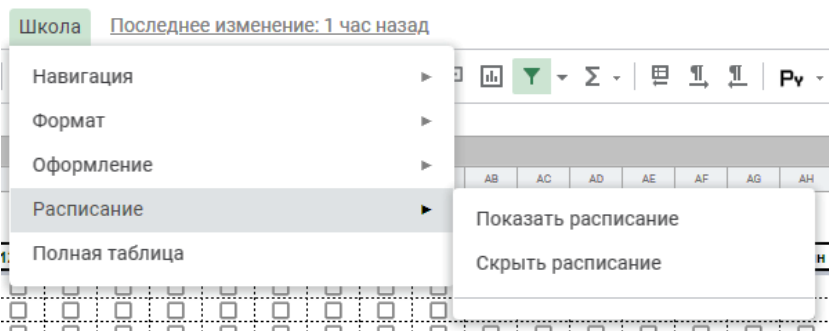 Школа Последнее изменение: 1 час назад
Навигация
Σ
Ру
Формат
Оформление
AB AC AD AE AF AG AH
Расписание
Показать расписание
Полная таблица
Скрыть расписание